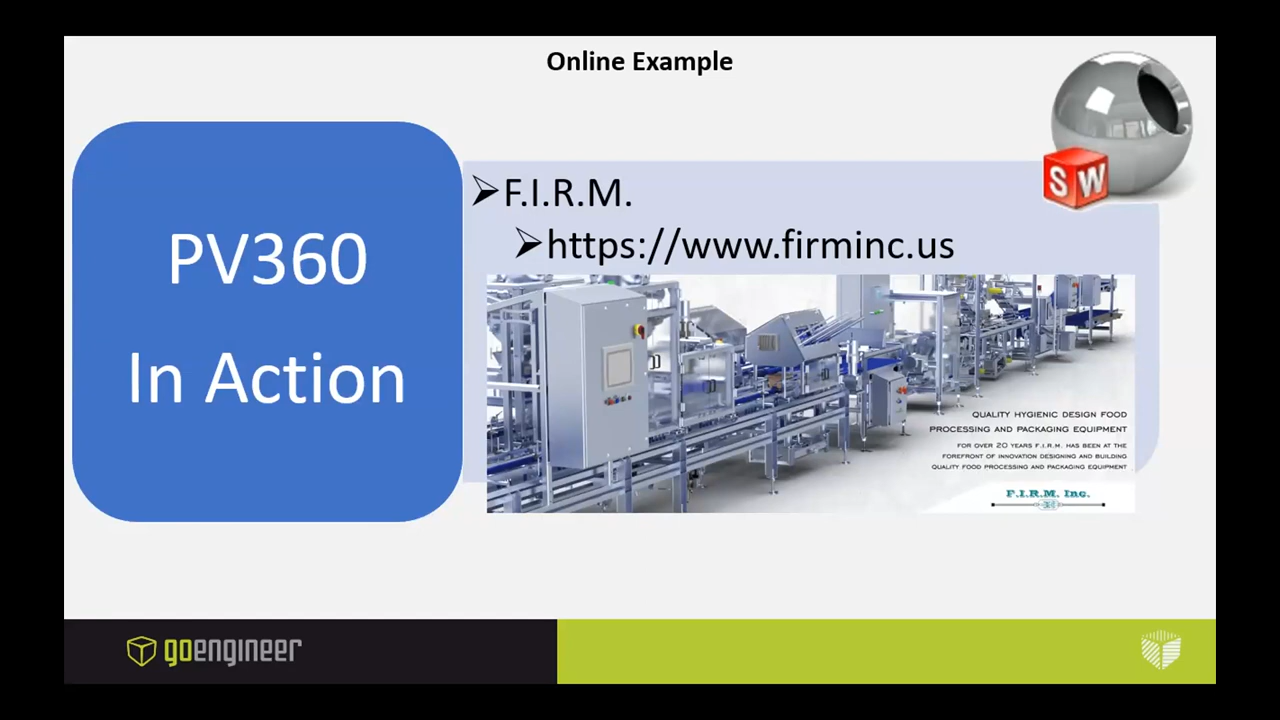 Online Example
PV360
In Action
F.I.R.M.
https://www.firminc.us
QUALITY HYGIENIC DESIGN FOOD
PROCESSING AND PACKAGING EQUIPMENT
FOR OVER 20 YEARS F.I.R.M. HAS BEEN AT THE
FOREFRONT OF INNOVATION DESIGNING AND BUILDING
QUALITY FOOD PROCESSING AND PACKAGING EQUIPMENT
F.I.R.M. Inc.
SW
goengineer